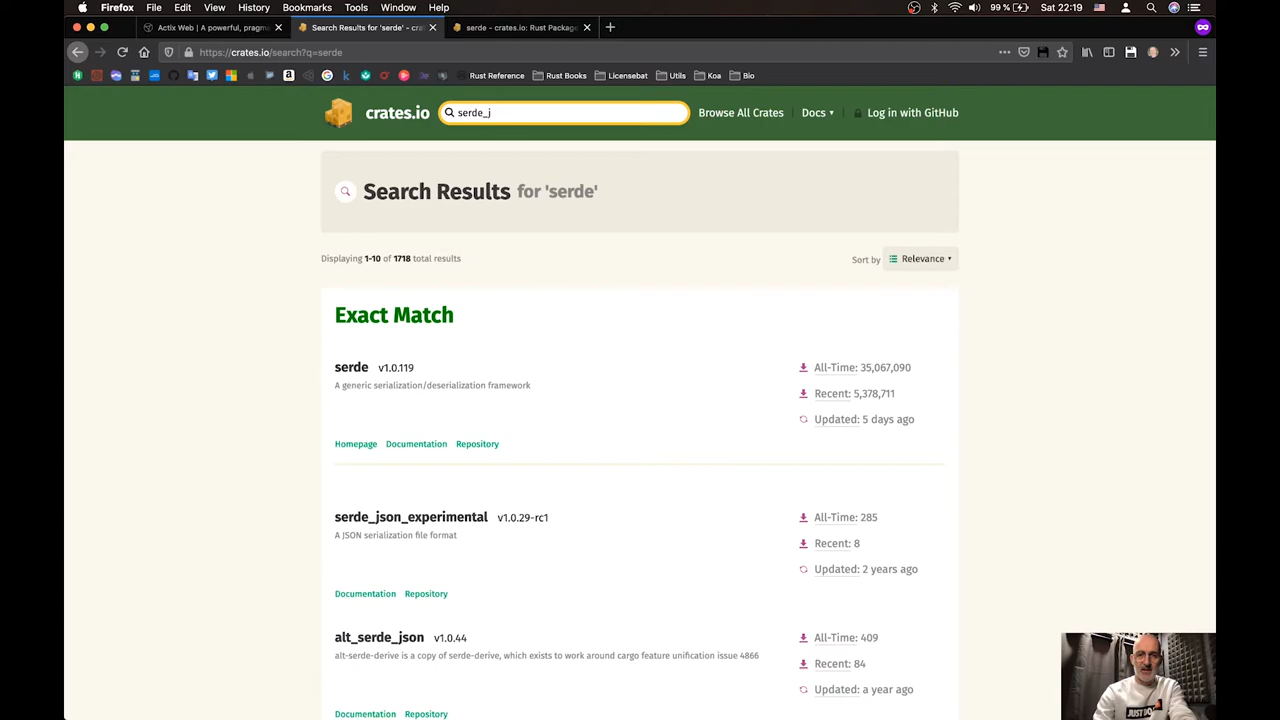 Firefox File Edit View History Bookmarks Tools Window Help 99 % Sat 22:19
Actix Web | A powerful, pragm
Search Results for 'serde' - crat
serde - crates.io: Rust Package
https://crates.io/search?q=serde
Rust Reference Rust Books Licensebat Utils Koa Bio
crates.io serde_j Browse All Crates Docs Log in with GitHub
Search Results for 'serde'
Displaying 1-10 of 1718 total results Sort by Relevance
Exact Match
serde v1.0.119
A generic serialization/deserialization framework
All-Time: 35,067,090
Recent: 5,378,711
Updated: 5 days ago
Homepage Documentation Repository
serde_json_experimental v1.0.29-rc1
A JSON serialization file format
All-Time: 285
Recent: 8
Updated: 2 years ago
Documentation Repository
alt_serde_json v1.0.44
alt-serde-derive is a copy of serde-derive, which exists to work around cargo feature unification issue 4866
All-Time: 409
Recent: 84
Updated: a year ago
Documentation Repository
JUST DO